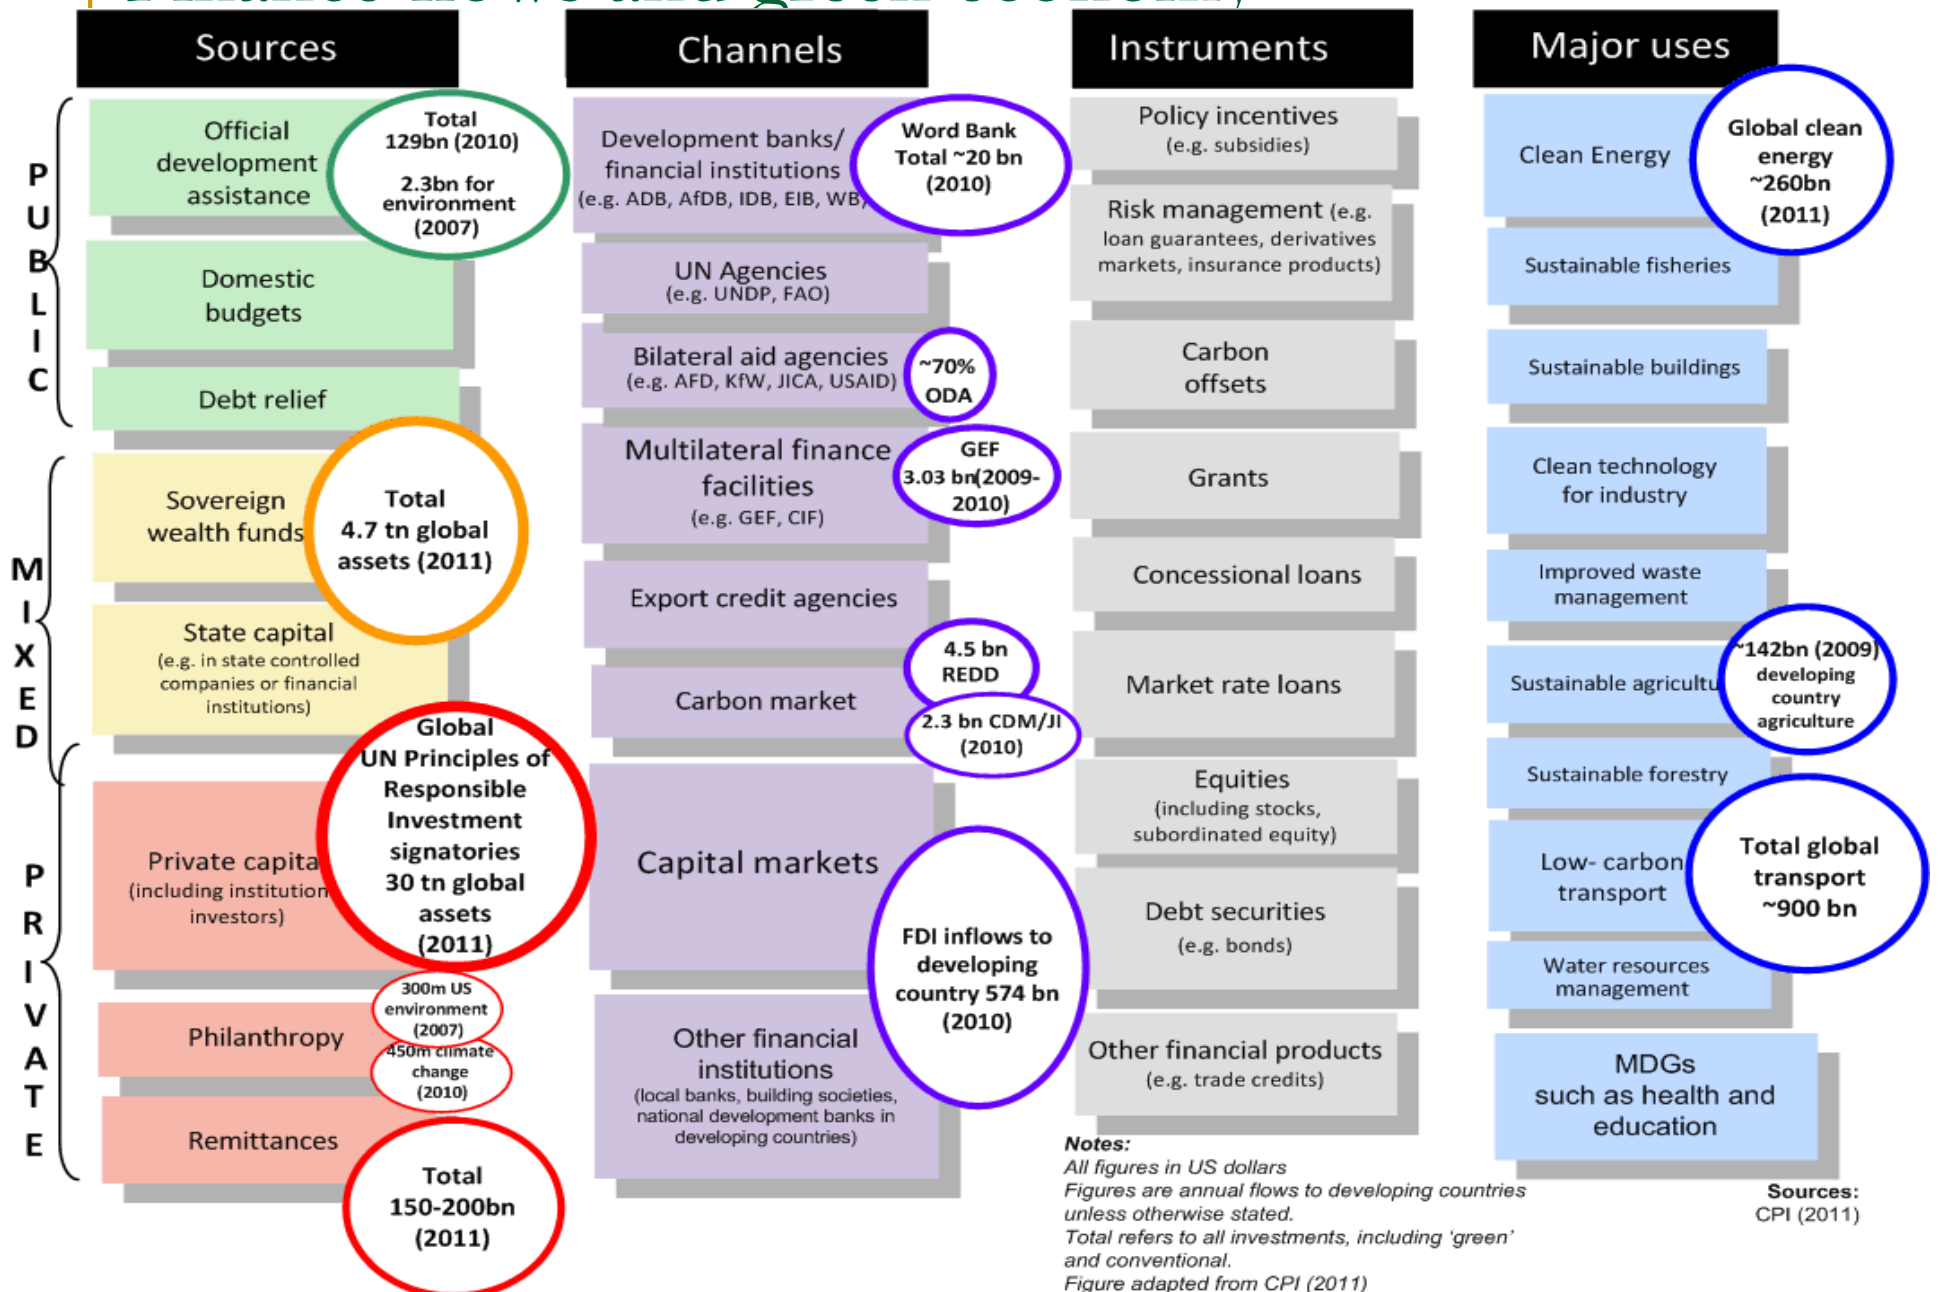 Finance flows and green economy
Sources
Channels
Instruments
Major uses
PUBLIC
MIXED
PRIVATE
Official
development
assistance
Total
129bn (2010)
2.3bn for
environment
(2007)
Domestic
budgets
Debt relief
Sovereign
wealth funds
Total
4.7 tn global
assets (2011)
State capital
(e.g. in state controlled
companies or financial
institutions)
Private capita
(including institution
investors)
Global
UN Principles of
Responsible
Investment
signatories
30 tn global
assets
(2011)
Philanthropy
300m US
environment
(2007)
450m climate
change
(2010)
Remittances
Total
150-200bn
(2011)
Development banks/
financial institutions
(e.g. ADB, AfDB, IDB, EIB, WB)
Word Bank
Total ~20 bn
(2010)
UN Agencies
(e.g. UNDP, FAO)
Bilateral aid agencies
(e.g. AFD, KfW, JICA, USAID)
~70%
ODA
Multilateral finance
facilities
(e.g. GEF, CIF)
GEF
3.03 bn(2009-
2010)
Export credit agencies
Carbon market
4.5 bn
REDD
2.3 bn CDM/JI
(2010)
Capital markets
FDI inflows to
developing
country 574 bn
(2010)
Other financial
institutions
(local banks, building societies,
national development banks in
developing countries)
Policy incentives
(e.g. subsidies)
Risk management (e.g.
loan guarantees, derivatives
markets, insurance products)
Carbon
offsets
Grants
Concessional loans
Market rate loans
Equities
(including stocks,
subordinated equity)
Debt securities
(e.g. bonds)
Other financial products
(e.g. trade credits)
Clean Energy
Global clean
energy
~260bn
(2011)
Sustainable fisheries
Sustainable buildings
Clean technology
for industry
Improved waste
management
Sustainable agricultu
~142bn (2009)
developing
country
agriculture
Sustainable forestry
Low- carbon
transport
Total global
transport
~900 bn
Water resources
management
MDGs
such as health and
education
Notes:
All figures in US dollars
Figures are annual flows to developing countries
unless otherwise stated.
Total refers to all investments, including ‘green’
and conventional.
Figure adapted from CPI (2011)
Sources:
CPI (2011)